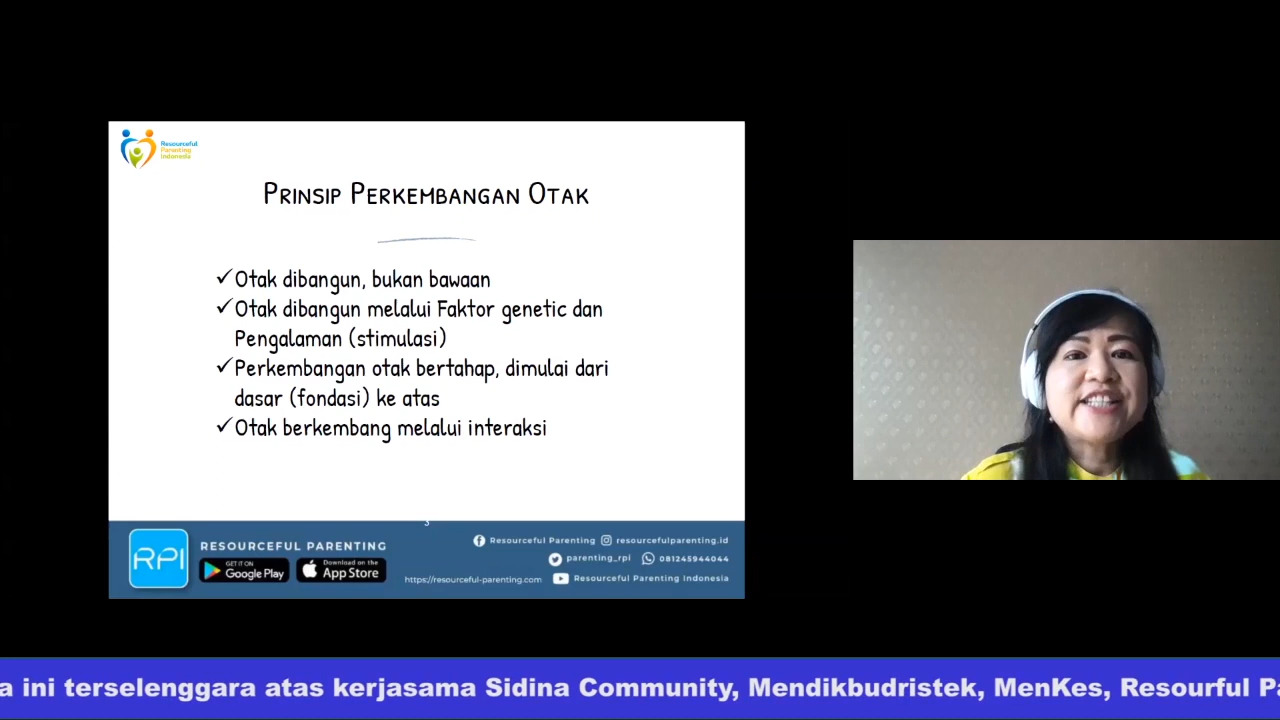 Resourceful
Parenting
Indonesia
PRINSIP PERKEMBANGAN OTAK
✓Otak dibangun, bukan bawaan
✓Otak dibangun melalui Faktor genetic dan
Pengalaman (stimulasi)
✓Perkembangan otak bertahap, dimulai dari
dasar (fondasi) ke atas
✓Otak berkembang melalui interaksi
3
RPI
RESOURCEFUL PARENTING
GET IT ON
Google Play
Download on the
App Store
Resourceful Parenting resourcefulparenting.id
parenting_rpi 081245944044
https://resourceful-parenting.com Resourceful Parenting Indonesia
a ini terselenggara atas kerjasama Sidina Community, Mendikbudristek, MenKes, Resourful Pa